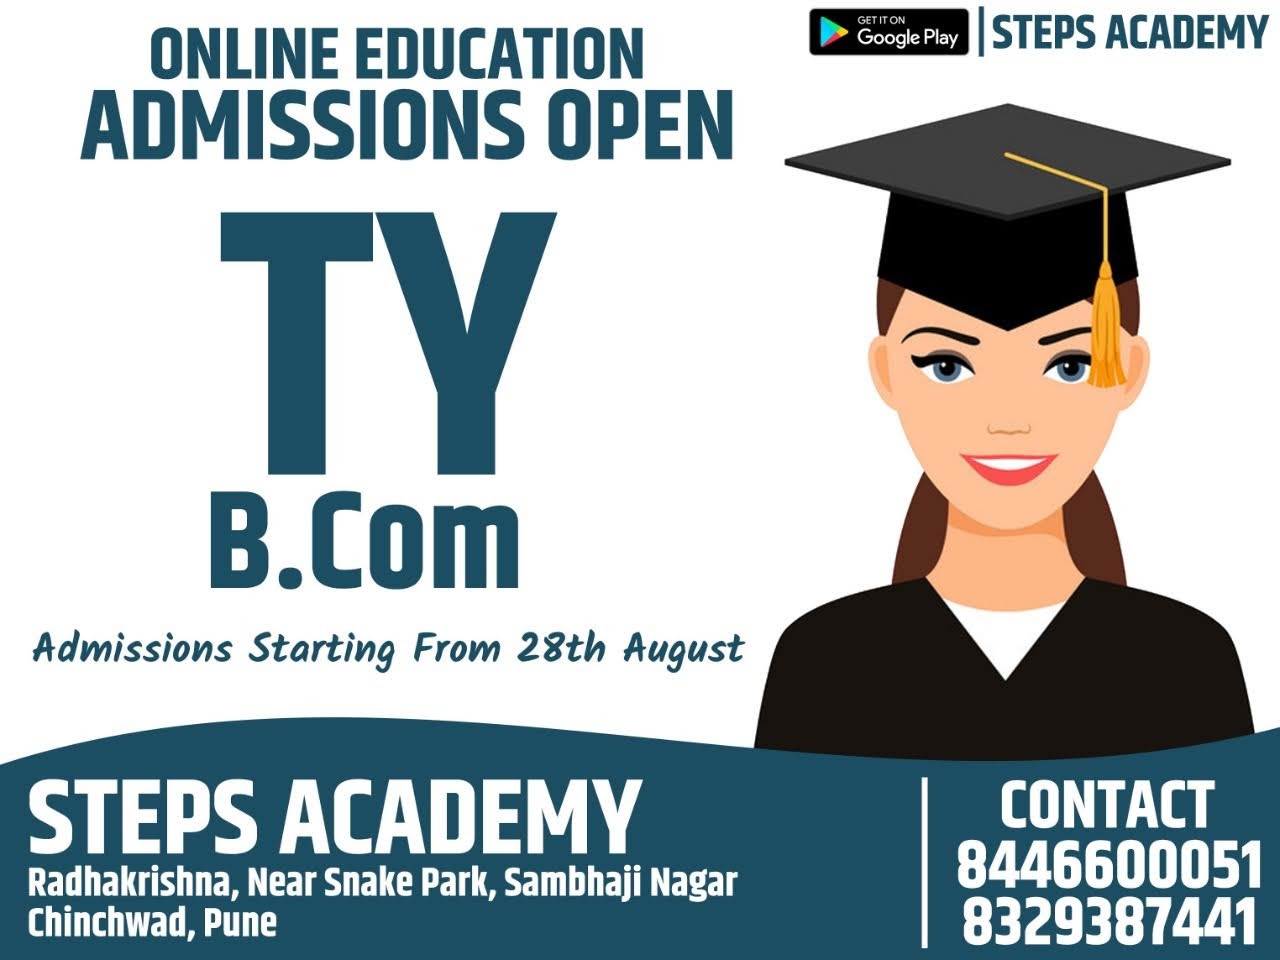 GET IT ON
Google Play
STEPS ACADEMY
ONLINE EDUCATION
ADMISSIONS OPEN
TY
B.Com
Admissions Starting From 28th August
STEPS ACADEMY
Radhakrishna, Near Snake Park, Sambhaji Nagar
Chinchwad, Pune
CONTACT
8446600051
8329387441